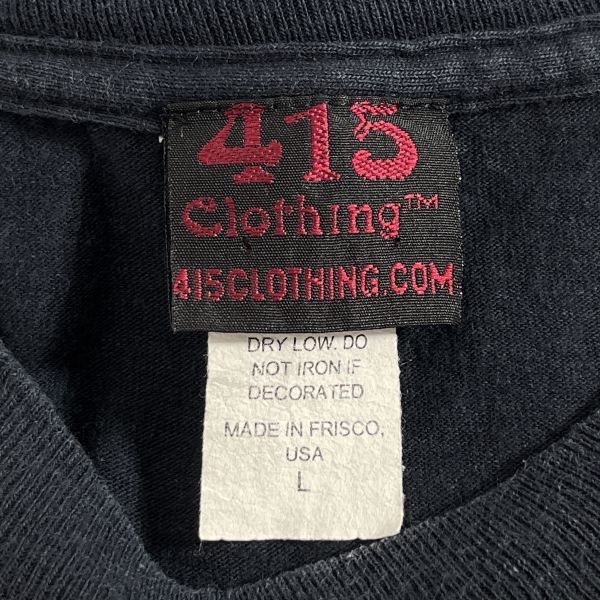 415
Clothing™
415CLOTHING.COM
DRY LOW. DO
NOT IRON IF
DECORATED
MADE IN FRISCO,
USA
L